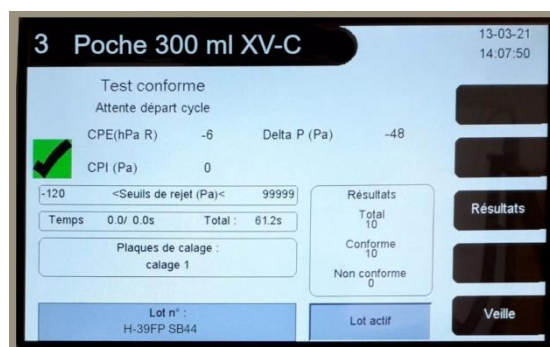 3 Poche 300 ml XV-C
13-03-21
14:07:50
Test conforme
Attente départ cycle
CPE(hPa R) -6 Delta P (Pa) -48
CPI (Pa) 0
-120 <Seuils de rejet (Pa)< 99999
Temps 0.0/ 0.0s Total : 61.2s
Plaques de calage :
calage 1
Résultats
Total
10
Conforme
10
Non conforme
0
Lot n° :
H-39FP SB44
Lot actif
Résultats
Veille